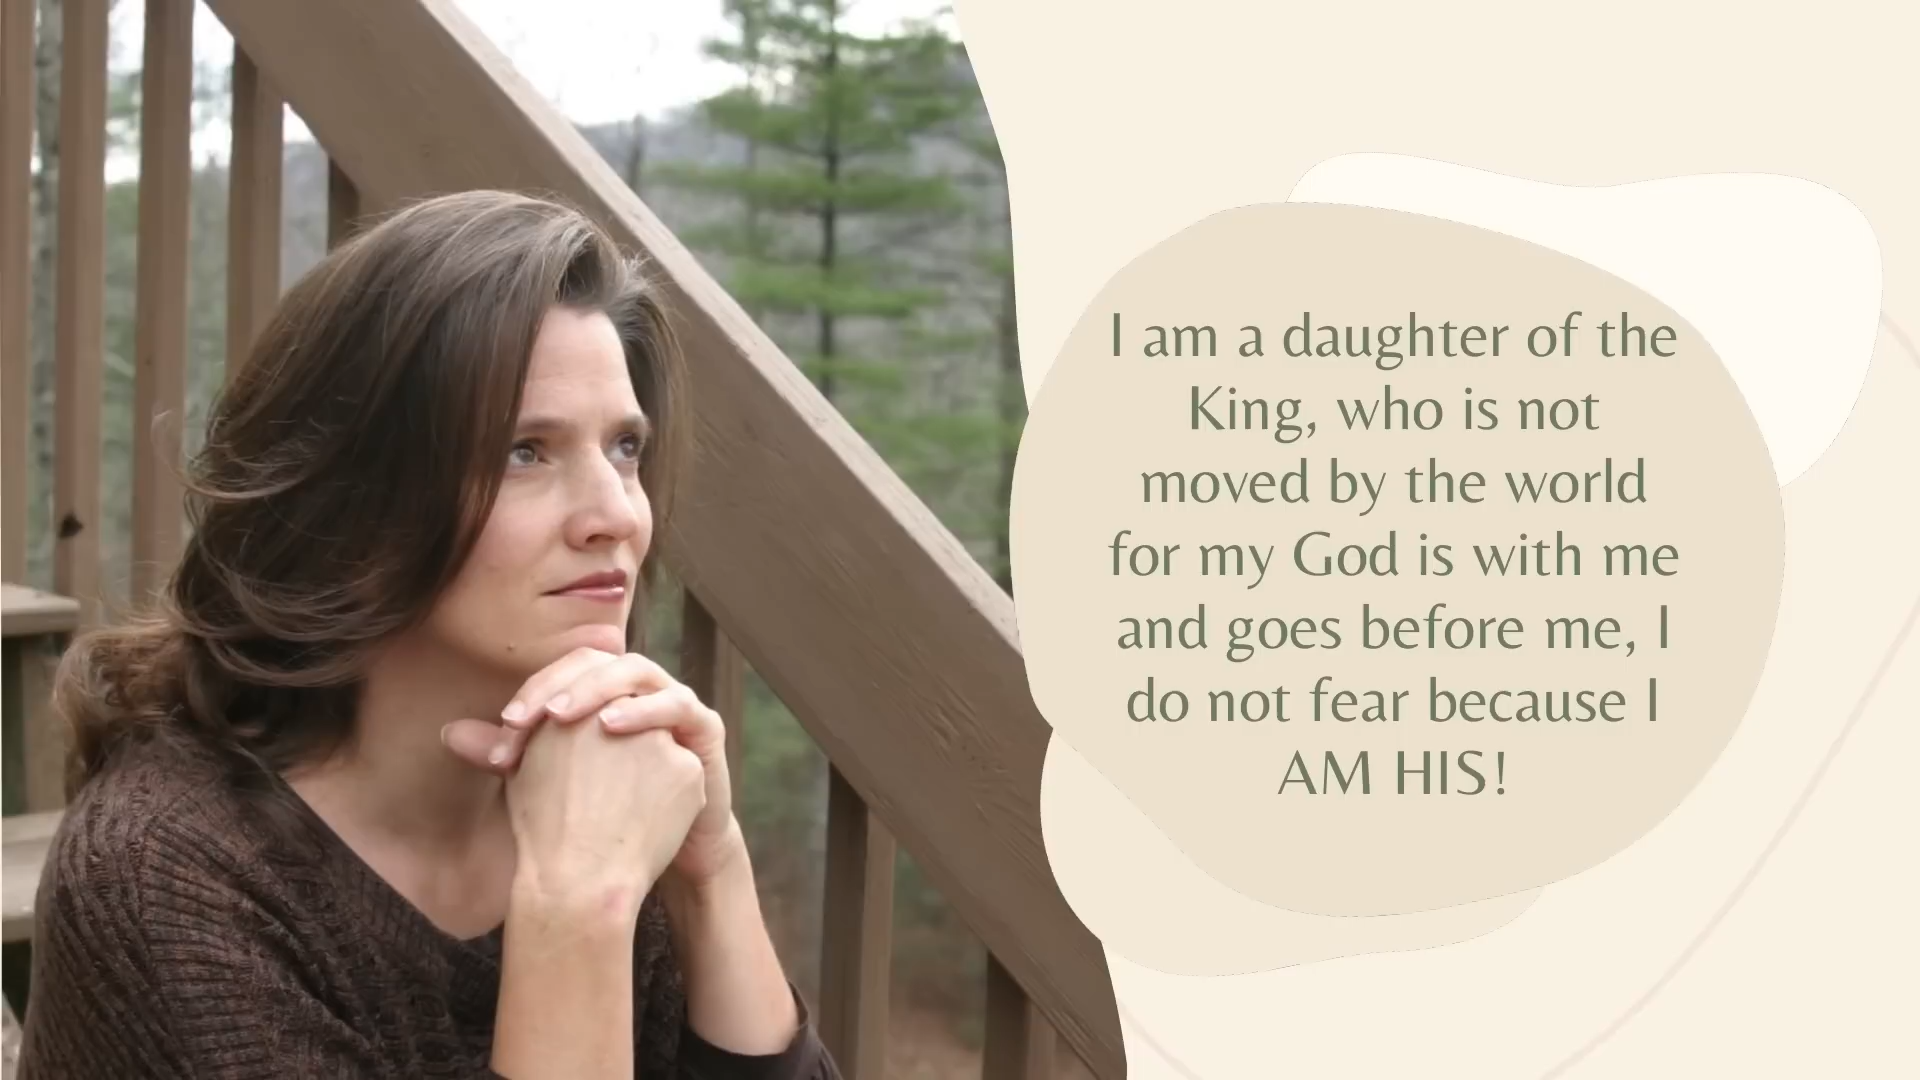 I am a daughter of the
King, who is not
moved by the world
for my God is with me
and goes before me, I
do not fear because I
AM HIS!